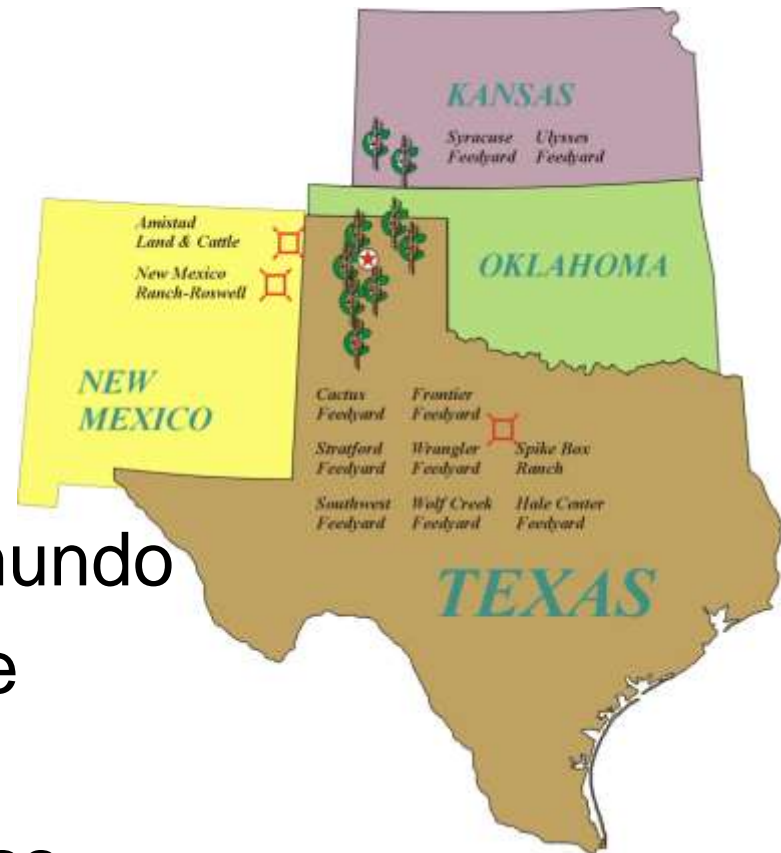 KANSAS
Syracuse Feedyard
Ulysses Feedyard
Amistad
Land & Cattle
New Mexico
Ranch-Roswell
OKLAHOMA
NEW
MEXICO
Cactus
Feedyard
Frontier
Feedyard
Stratford
Feedyard
Wrangler
Feedyard
Spike Box
Ranch
Southwest
Feedyard
Wolf Creek
Feedyard
Hale Center
Feedyard
TEXAS